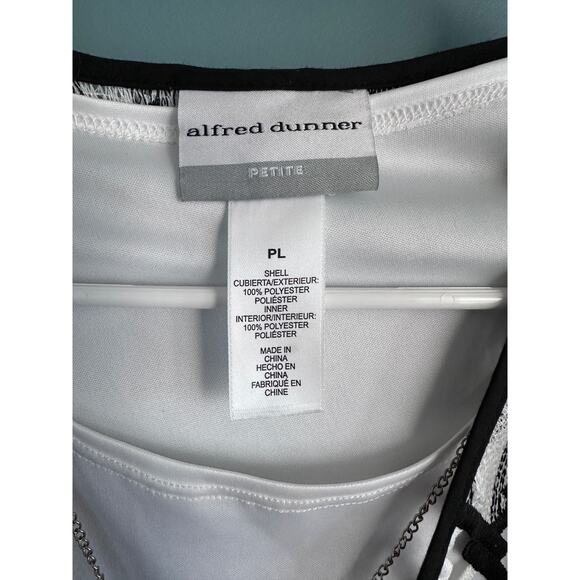 alfred dunner
PETITE
PL
SHELL
CUBIERTA/EXTERIEUR:
100% POLYESTER
POLIÉSTER
INNER
INTERIOR/INTERIEUR:
100% POLYESTER
POLIÉSTER
MADE IN
CHINA
HECHO EN
CHINA
FABRIQUÉ EN
CHINE